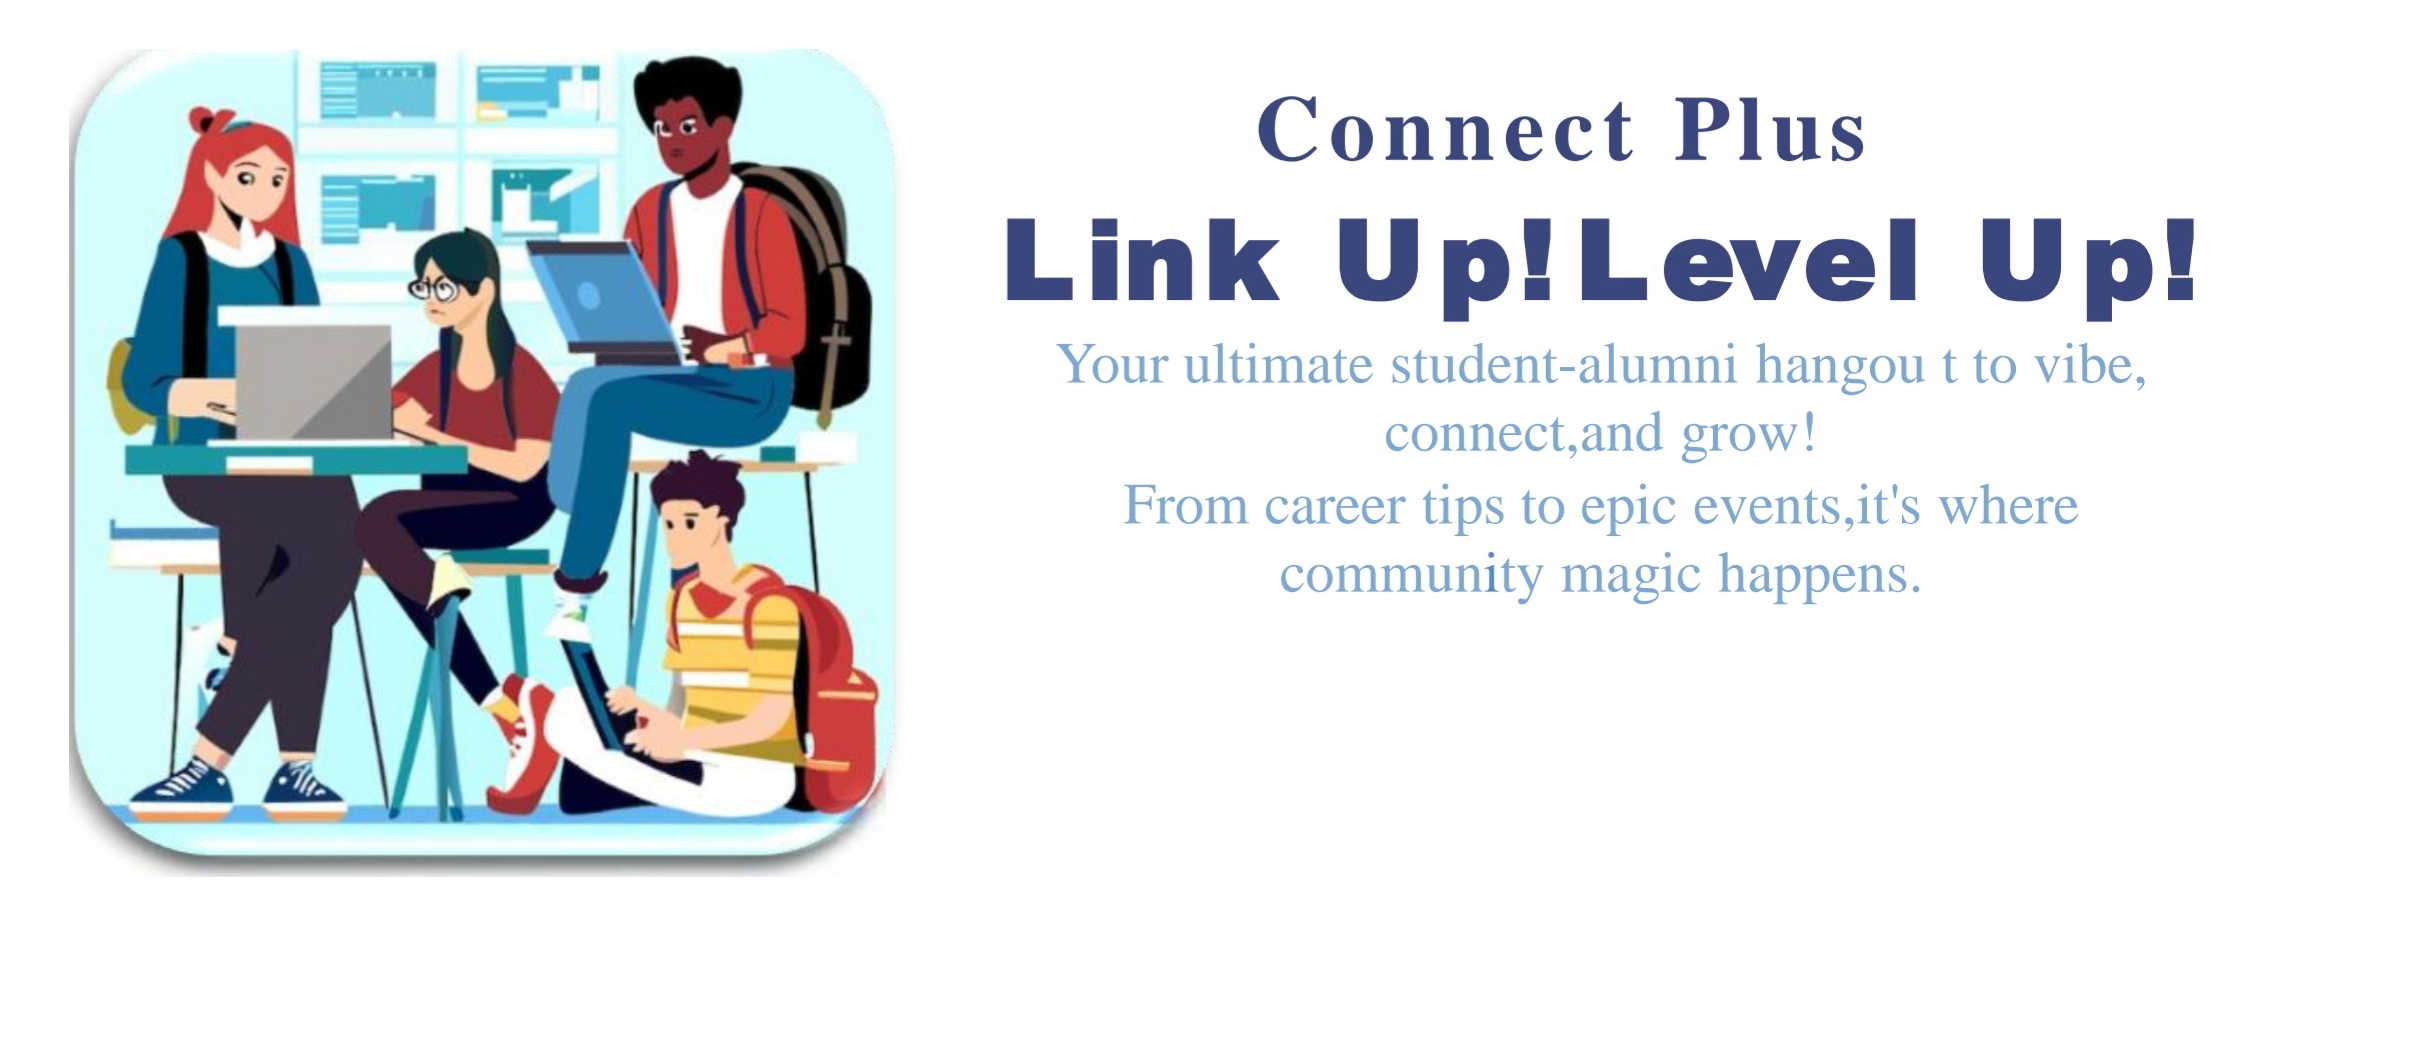 Connect Plus
Link Up!Level Up!
Your ultimate student-alumni hangou t to vibe,
connect,and grow!
From career tips to epic events,it's where
community magic happens.